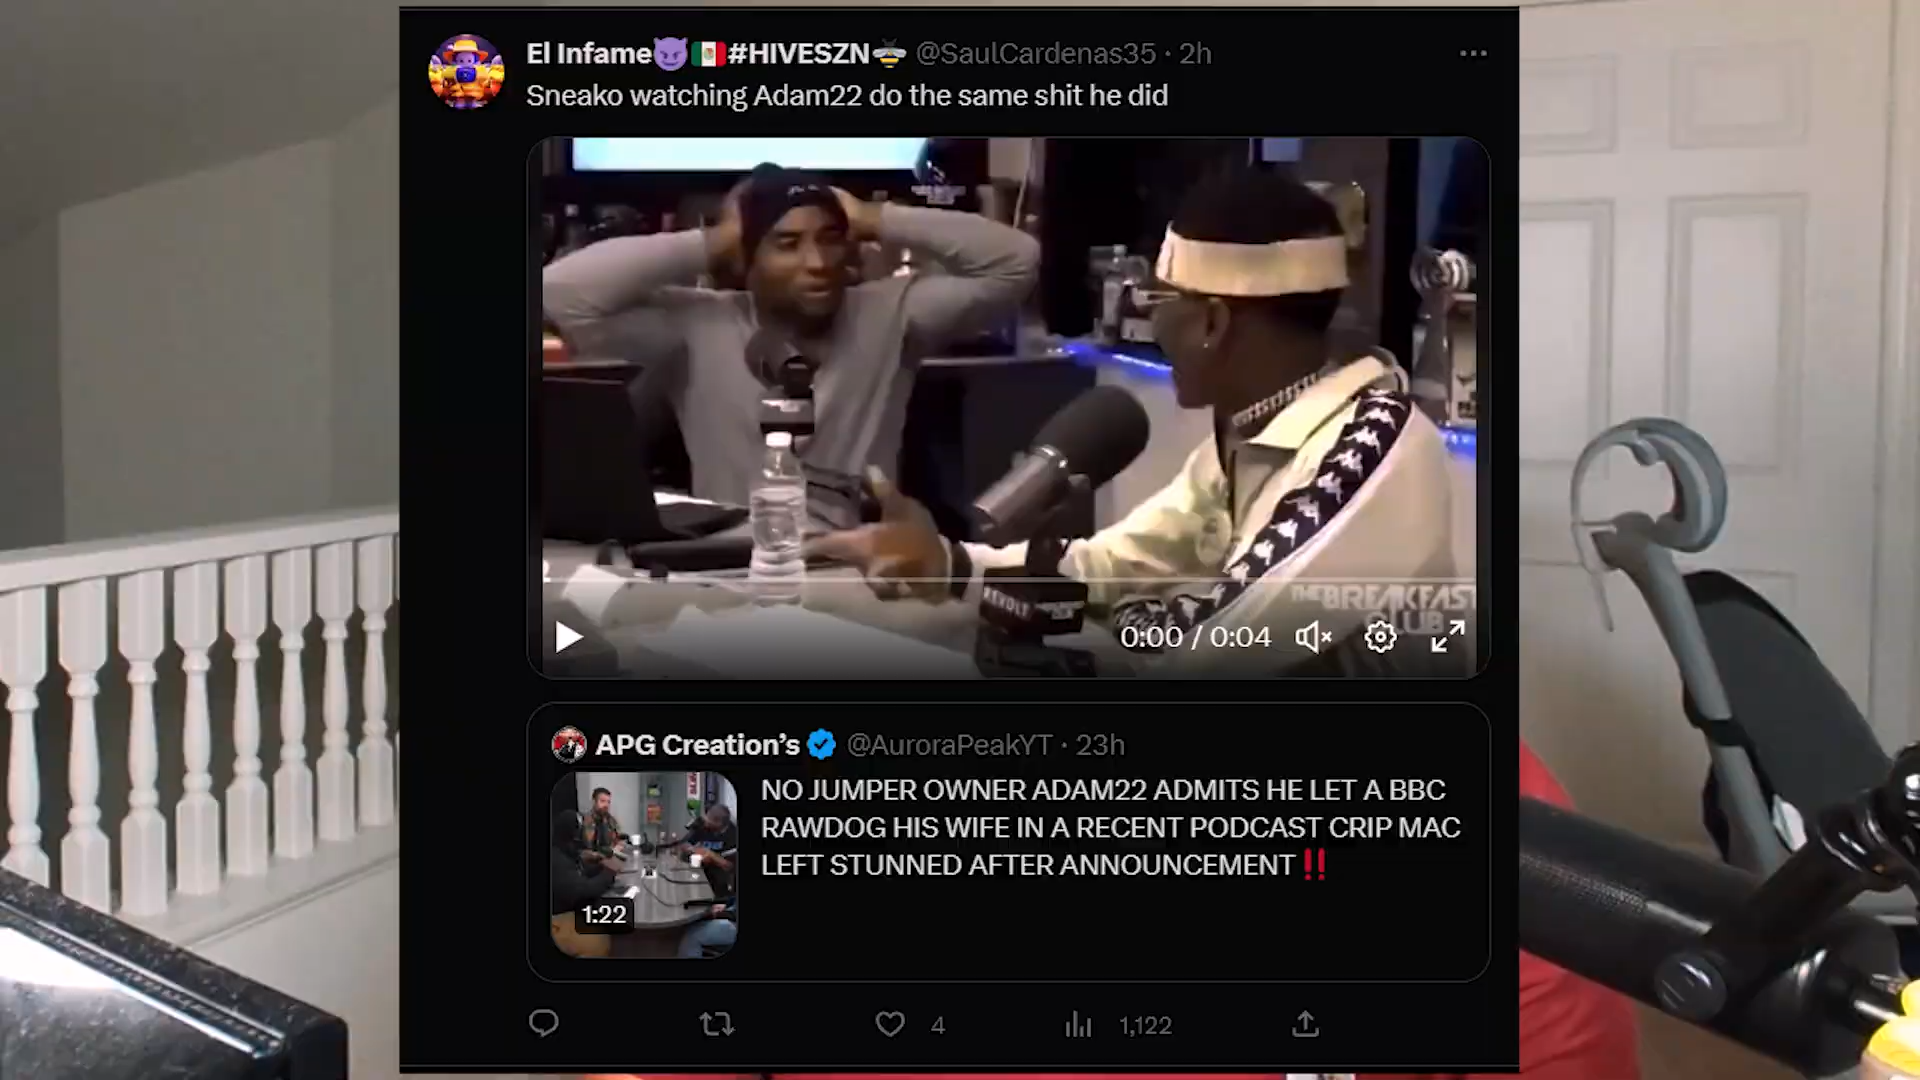 El Infame😈🇲🇽#HIVESZN🐝 @SaulCardenas35 · 2h
Sneako watching Adam22 do the same shit he did
REVOLT
THE BREAKFAST
CLUB
0:00 / 0:04
APG Creation's @AuroraPeakYT · 23h
NO JUMPER OWNER ADAM22 ADMITS HE LET A BBC
RAWDOG HIS WIFE IN A RECENT PODCAST CRIP MAC
LEFT STUNNED AFTER ANNOUNCEMENT‼️
1:22
4
1,122